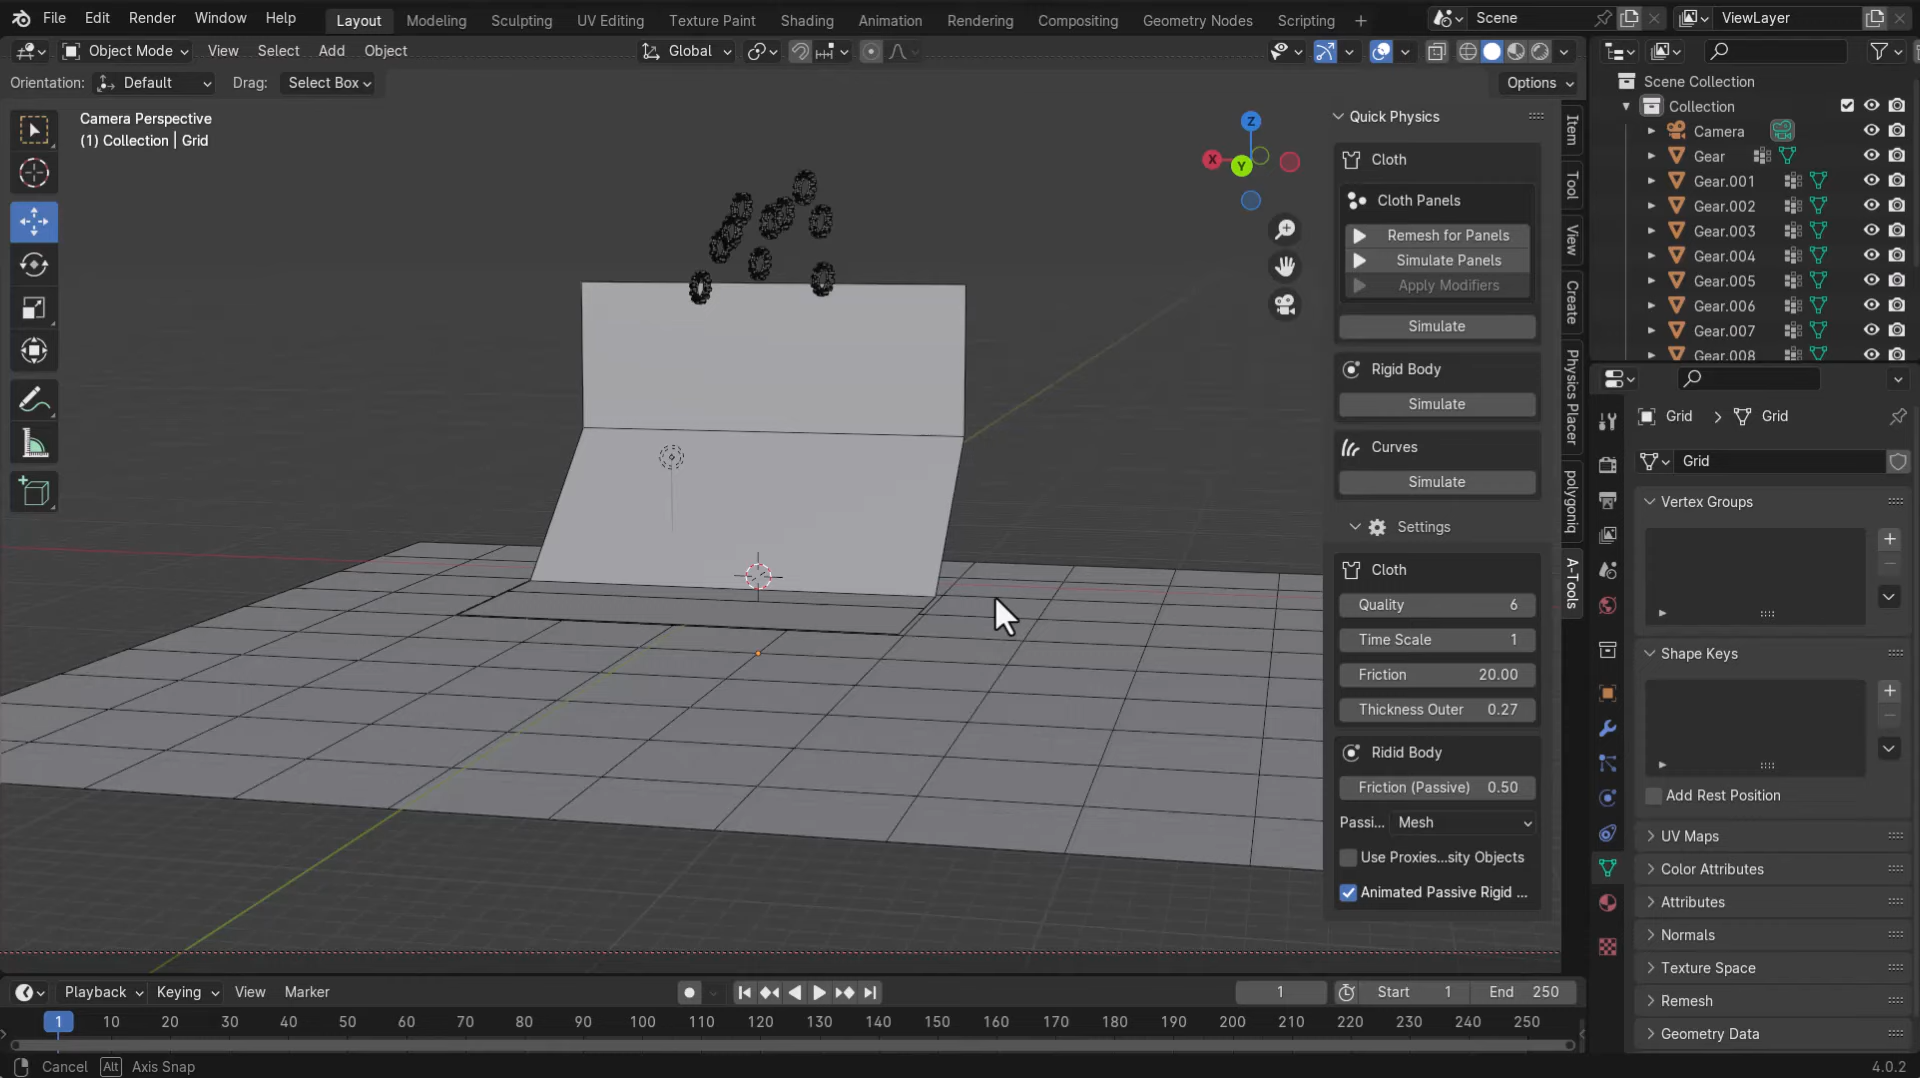 File Edit Render Window Help Layout Modeling Sculpting UV Editing Texture Paint Shading Animation Rendering Compositing Geometry Nodes Scripting Scene ViewLayer
Object Mode View Select Add Object Global
Orientation: Default Drag: Select Box Options
Camera Perspective
(1) Collection | Grid
Z
X
Y
Quick Physics
Cloth
Cloth Panels
Remesh for Panels
Simulate Panels
Apply Modifiers
Simulate
Rigid Body
Simulate
Curves
Simulate
Settings
Cloth
Quality 6
Time Scale 1
Friction 20.00
Thickness Outer 0.27
Ridid Body
Friction (Passive) 0.50
Passi... Mesh
Use Proxies...sity Objects
Animated Passive Rigid ...
Item
Tool
View
Create
Physics Placer
polygoniq
A-Tools
Scene Collection
Collection
Camera
Gear
Gear.001
Gear.002
Gear.003
Gear.004
Gear.005
Gear.006
Gear.007
Gear.008
Grid Grid
Grid
Vertex Groups
Shape Keys
Add Rest Position
UV Maps
Color Attributes
Attributes
Normals
Texture Space
Remesh
Geometry Data
Playback Keying View Marker 1 Start 1 End 250
1 10 20 30 40 50 60 70 80 90 100 110 120 130 140 150 160 170 180 190 200 210 220 230 240 250
Cancel Alt Axis Snap 4.0.2